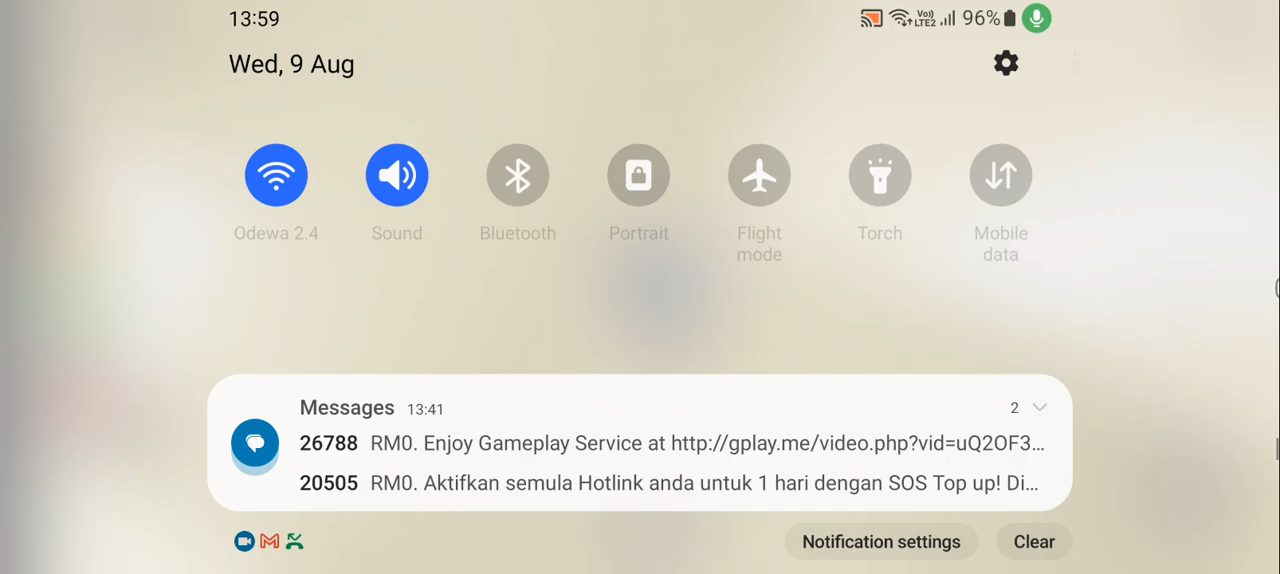 13:59
Vo)) LTE2 96%
Wed, 9 Aug
Odewa 2.4
Sound
Bluetooth
Portrait
Flight mode
Torch
Mobile data
Messages 13:41 2
26788 RM0. Enjoy Gameplay Service at http://gplay.me/video.php?vid=uQ2OF3...
20505 RM0. Aktifkan semula Hotlink anda untuk 1 hari dengan SOS Top up! Di...
Notification settings Clear